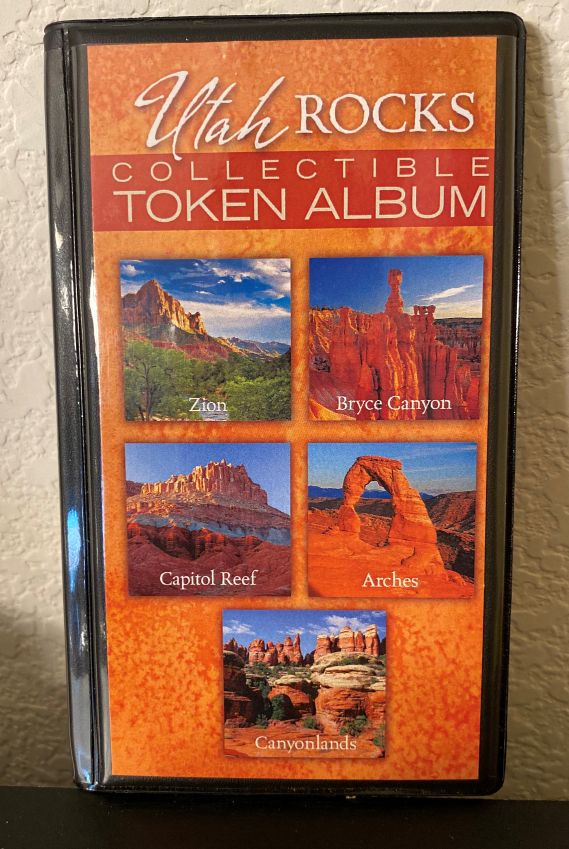 Utah ROCKS
COLLECTIBLE
TOKEN ALBUM
Zion
Bryce Canyon
Capitol Reef
Arches
Canyonlands